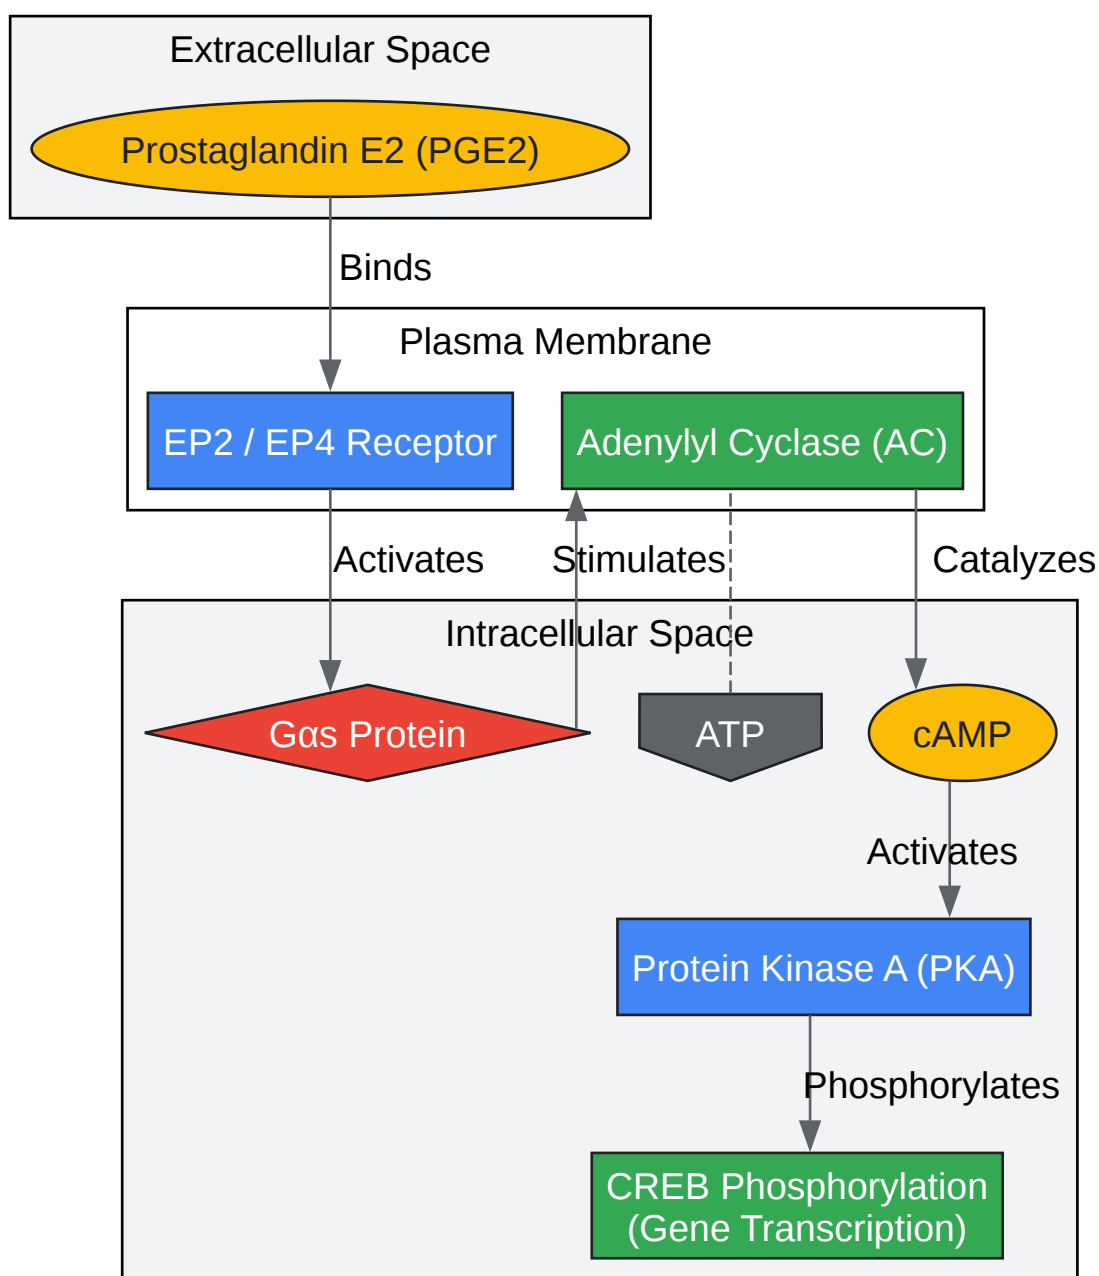 Extracellular Space
Prostaglandin E2 (PGE2)
Binds
Plasma Membrane
EP2 / EP4 Receptor
Adenylyl Cyclase (AC)
Activates
Stimulates
Catalyzes
Intracellular Space
Gαs Protein
ATP
cAMP
Activates
Protein Kinase A (PKA)
Phosphorylates
CREB Phosphorylation
(Gene Transcription)